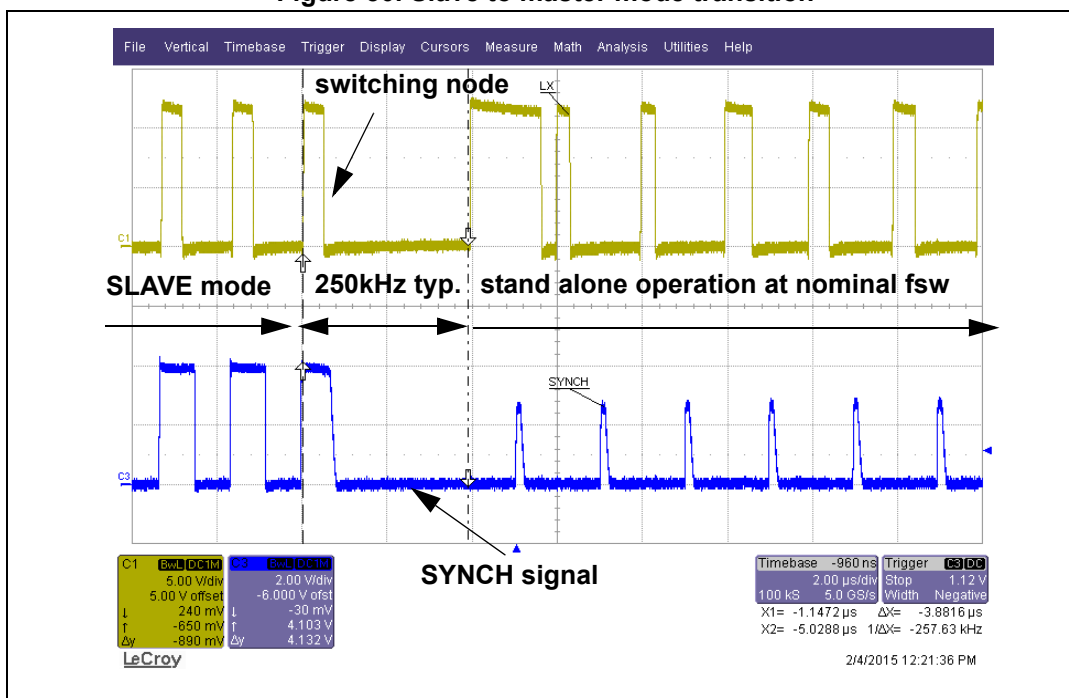 Figure 30. Slave to master mode transition
File Vertical Timebase Trigger Display Cursors Measure Math Analysis Utilities Help
switching node
LX
C1
SLAVE mode 250kHz typ. stand alone operation at nominal fsw
SYNCH
C3
SYNCH signal
C1 BwL DC1M
5.00 V/div
5.00 V offset
↓ 240 mV
↑ -650 mV
Δy -890 mV
C3 BwL DC1M
2.00 V/div
-6.000 V ofst
↓ -30 mV
↑ 4.103 V
Δy 4.132 V
Timebase -960 ns
2.00 µs/div
100 kS 5.0 GS/s
Trigger C3 DC
Stop 1.12 V
Width Negative
X1= -1.1472 µs ΔX= -3.8816 µs
X2= -5.0288 µs 1/ΔX= -257.63 kHz
LeCroy
2/4/2015 12:21:36 PM